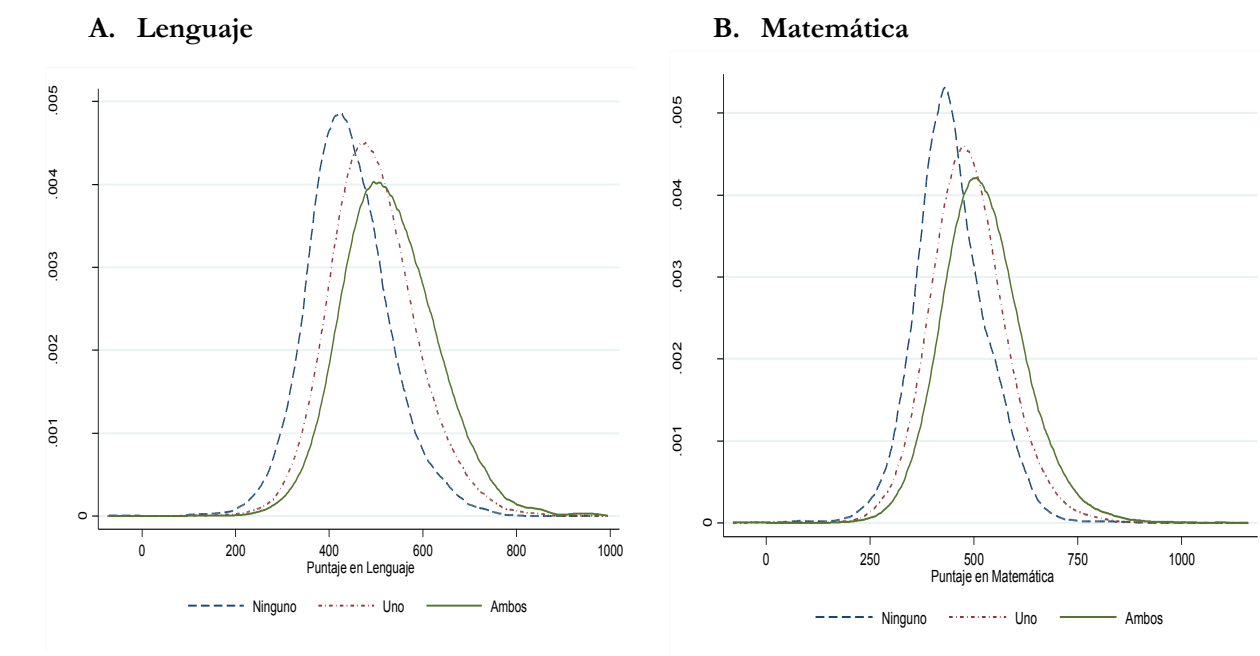 A. Lenguaje
.005
.004
.003
.002
.001
0
0 200 400 600 800 1000
Puntaje en Lenguaje
Ninguno Uno Ambos
B. Matemática
.005
.004
.003
.002
.001
0
0 250 500 750 1000
Puntaje en Matemática
Ninguno Uno Ambos